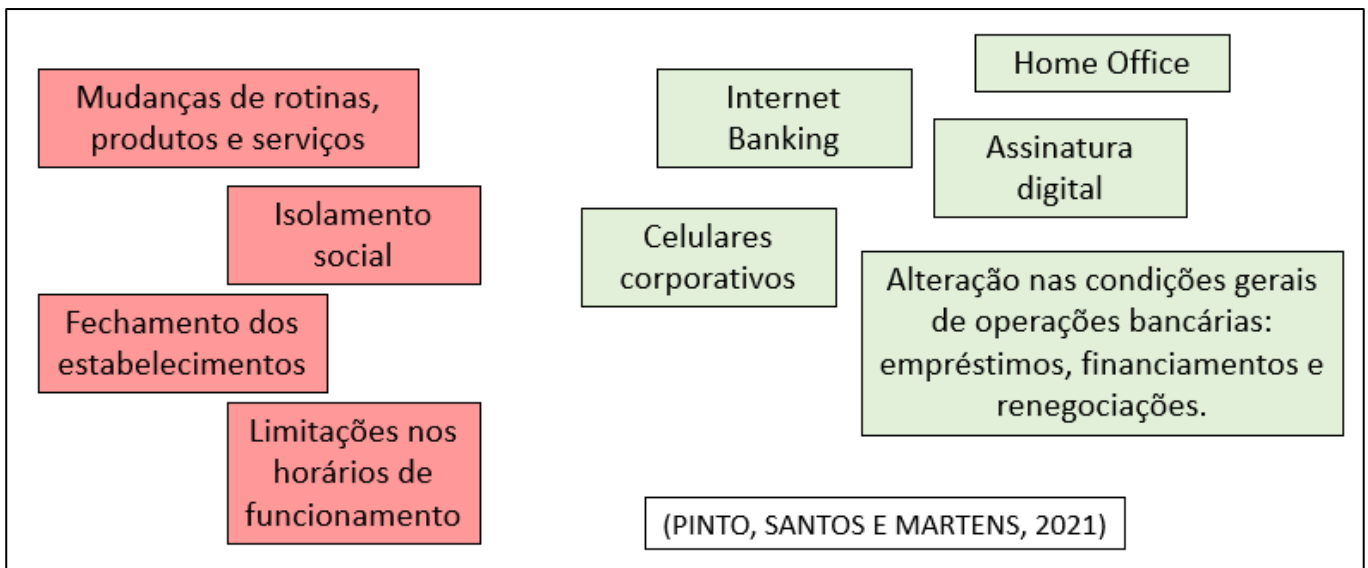 Mudanças de rotinas,
produtos e serviços
Isolamento
social
Fechamento dos
estabelecimentos
Limitações nos
horários de
funcionamento
Internet
Banking
Home Office
Assinatura
digital
Celulares
corporativos
Alteração nas condições gerais
de operações bancárias:
empréstimos, financiamentos e
renegociações.
(PINTO, SANTOS E MARTENS, 2021)